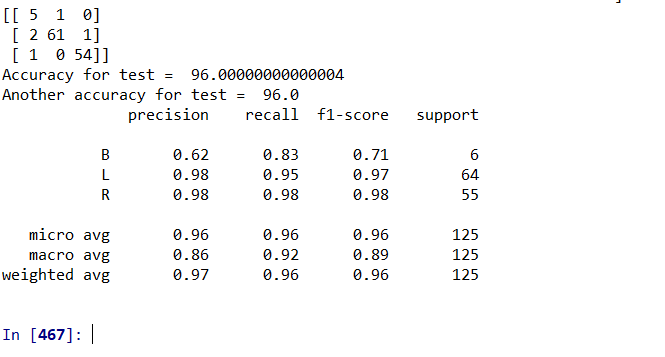 [[ 5  1  0]
 [ 2 61  1]
 [ 1  0 54]]
Accuracy for test =  96.00000000000004
Another accuracy for test =  96.0
              precision    recall  f1-score   support

           B       0.62      0.83      0.71         6
           L       0.98      0.95      0.97        64
           R       0.98      0.98      0.98        55

   micro avg       0.96      0.96      0.96       125
   macro avg       0.86      0.92      0.89       125
weighted avg       0.97      0.96      0.96       125

In [467]: